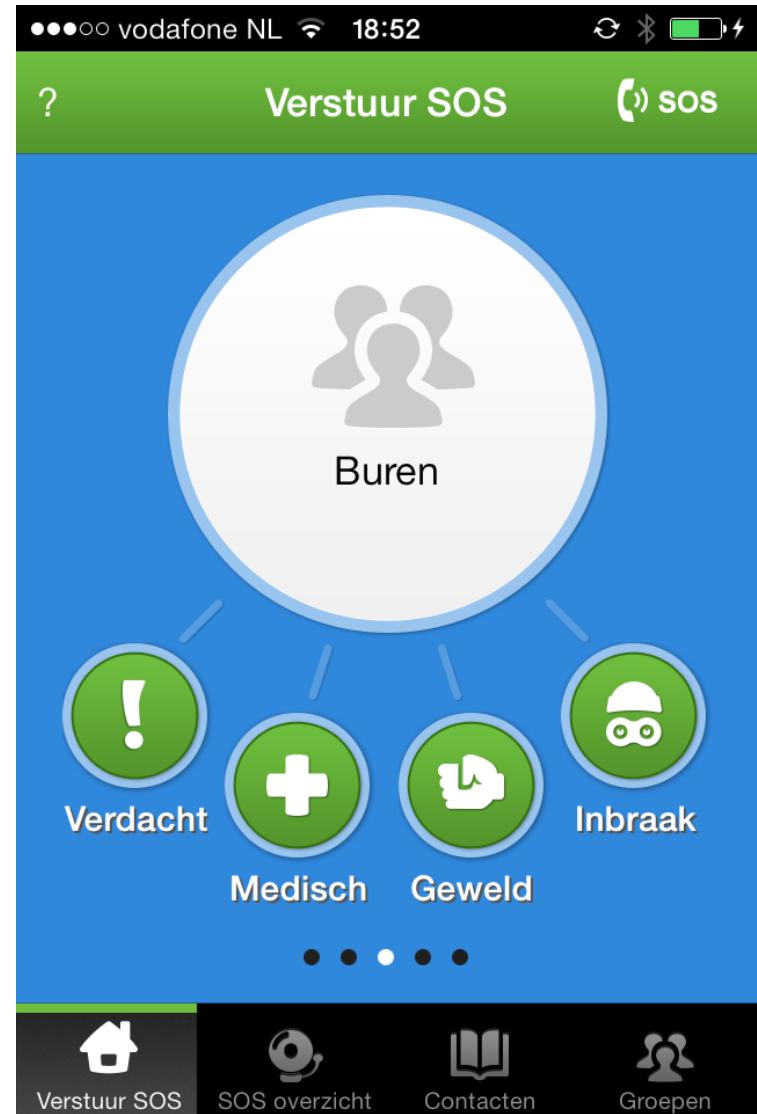 vodafone NL 18:52
? Verstuur SOS SOS
Buren
Verdacht
Inbraak
Medisch
Geweld
Verstuur SOS
SOS overzicht
Contacten
Groepen